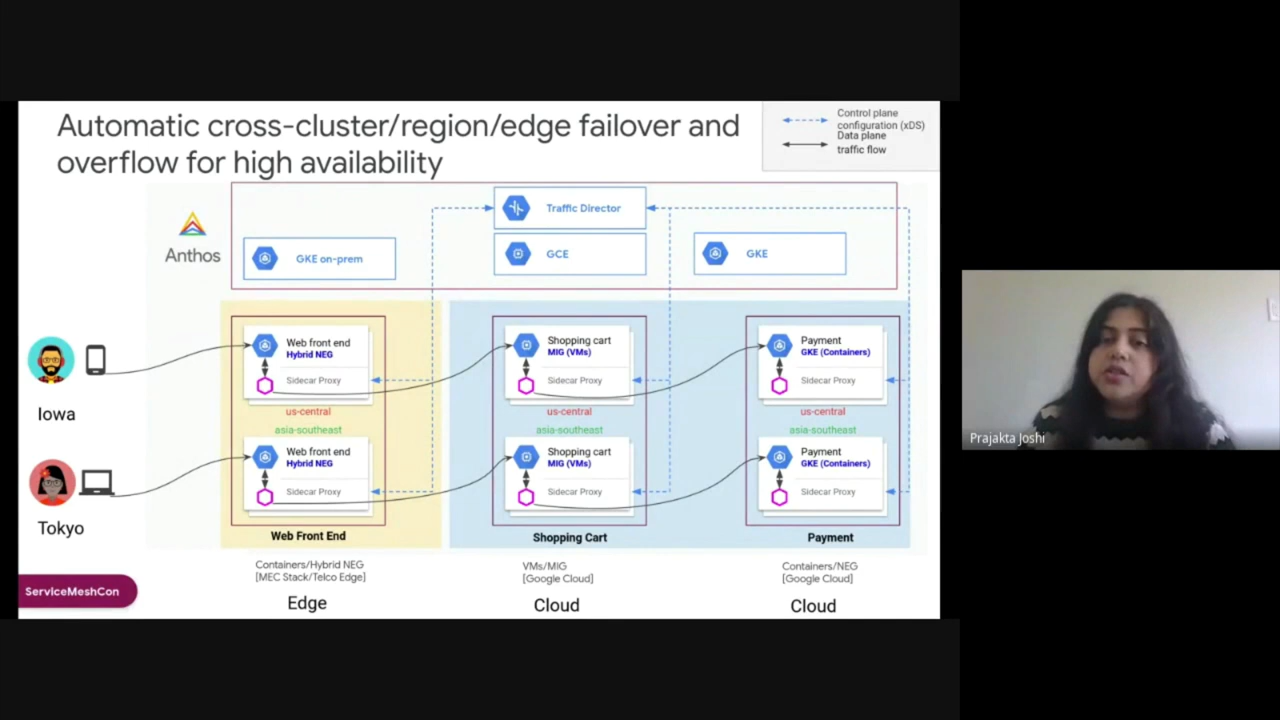 Automatic cross-cluster/region/edge failover and
overflow for high availability
Control plane
configuration (xDS)
Data plane
traffic flow
Anthos
Traffic Director
GKE on-prem
GCE
GKE
Iowa
Web front end
Hybrid NEG
Sidecar Proxy
us-central
Shopping cart
MIG (VMs)
Sidecar Proxy
us-central
Payment
GKE (Containers)
Sidecar Proxy
us-central
Tokyo
asia-southeast
Web front end
Hybrid NEG
Sidecar Proxy
asia-southeast
Shopping cart
MIG (VMs)
Sidecar Proxy
asia-southeast
Payment
GKE (Containers)
Sidecar Proxy
Web Front End
Shopping Cart
Payment
Containers/Hybrid NEG
[MEC Stack/Telco Edge]
VMs/MIG
[Google Cloud]
Containers/NEG
[Google Cloud]
Edge
Cloud
Cloud
ServiceMeshCon
Prajakta Joshi